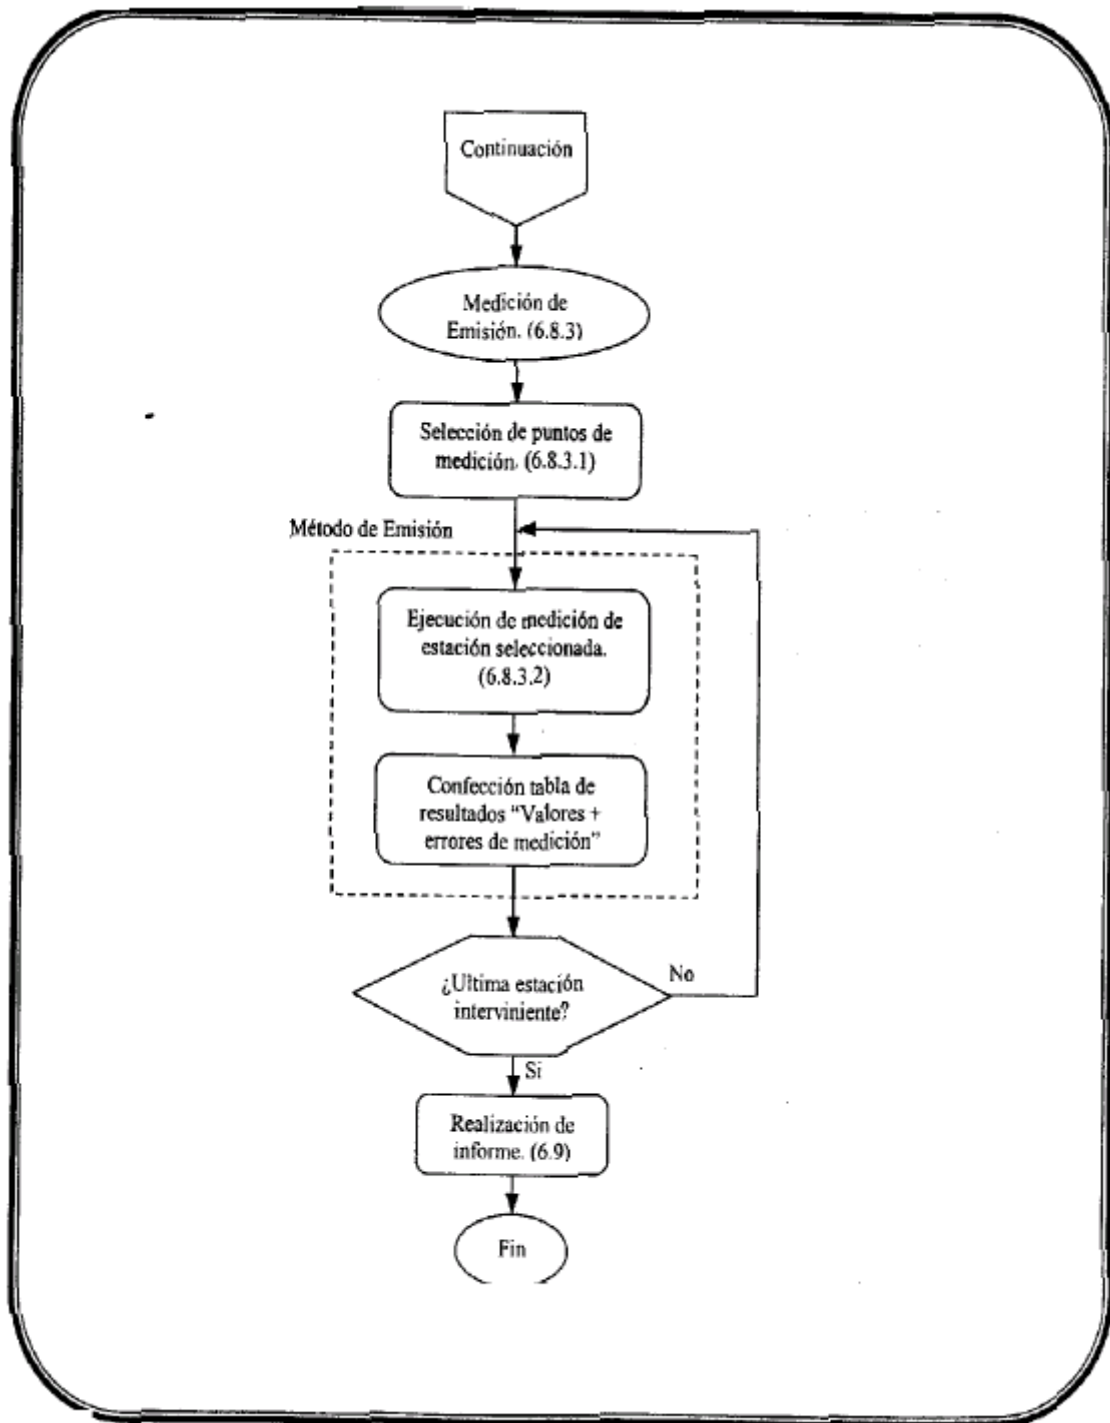 Continuación
Medición de
Emisión. (6.8.3)
Selección de puntos de
medición. (6.8.3.1)
Método de Emisión
Ejecución de medición de
estación seleccionada.
(6.8.3.2)
Confección tabla de
resultados “Valores +
errores de medición”
¿Ultima estación
interviniente?
No
Si
Realización de
informe. (6.9)
Fin